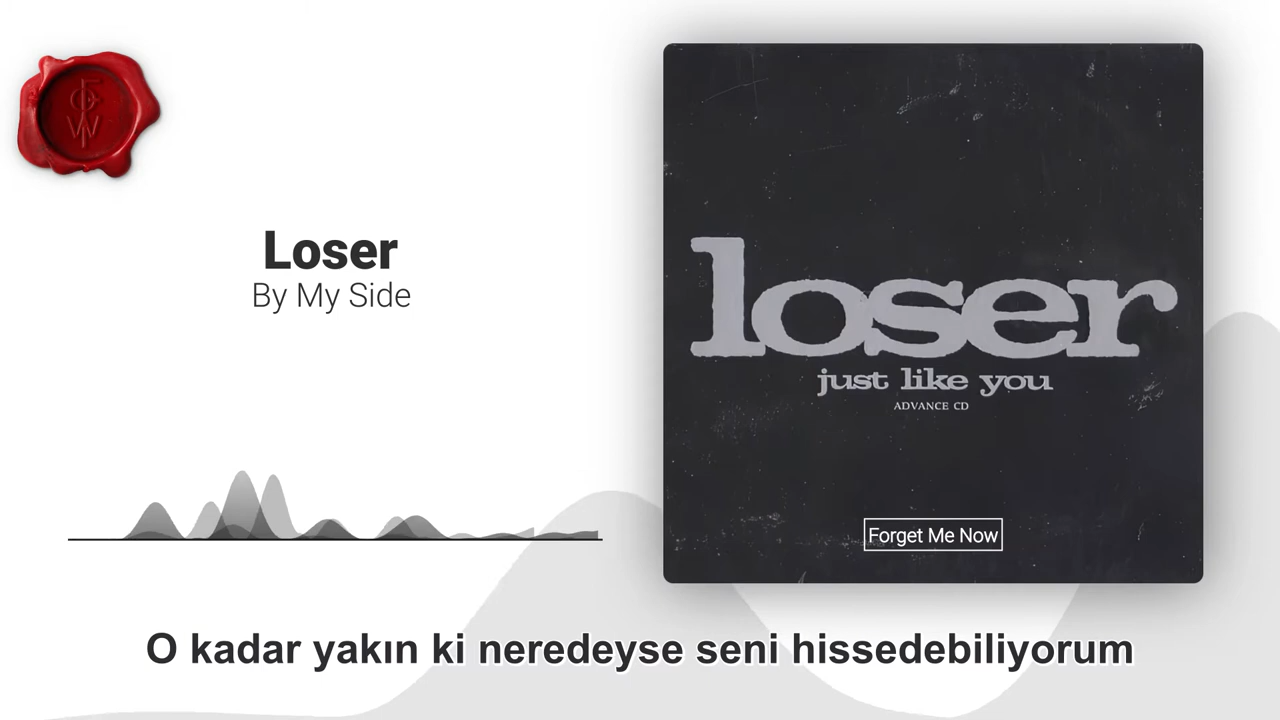 Loser
By My Side
loser
just like you
ADVANCE CD
Forget Me Now
O kadar yakın ki neredeyse seni hissedebiliyorum